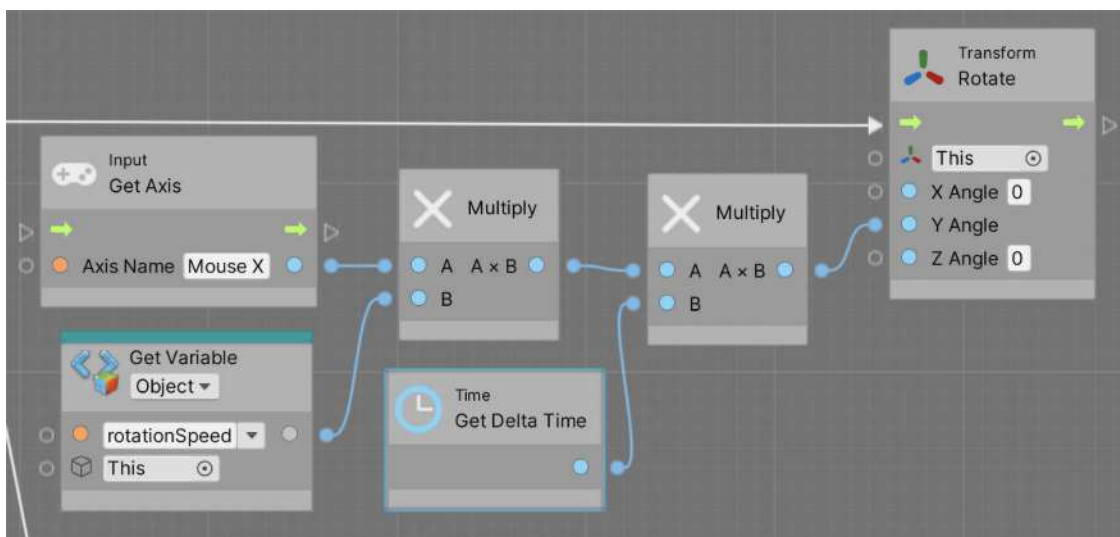 Transform
Rotate
This
X Angle 0
Y Angle
Z Angle 0
Input
Get Axis
Axis Name Mouse X
Multiply
A A × B
B
Multiply
A A × B
B
Get Variable
Object
rotationSpeed
This
Time
Get Delta Time